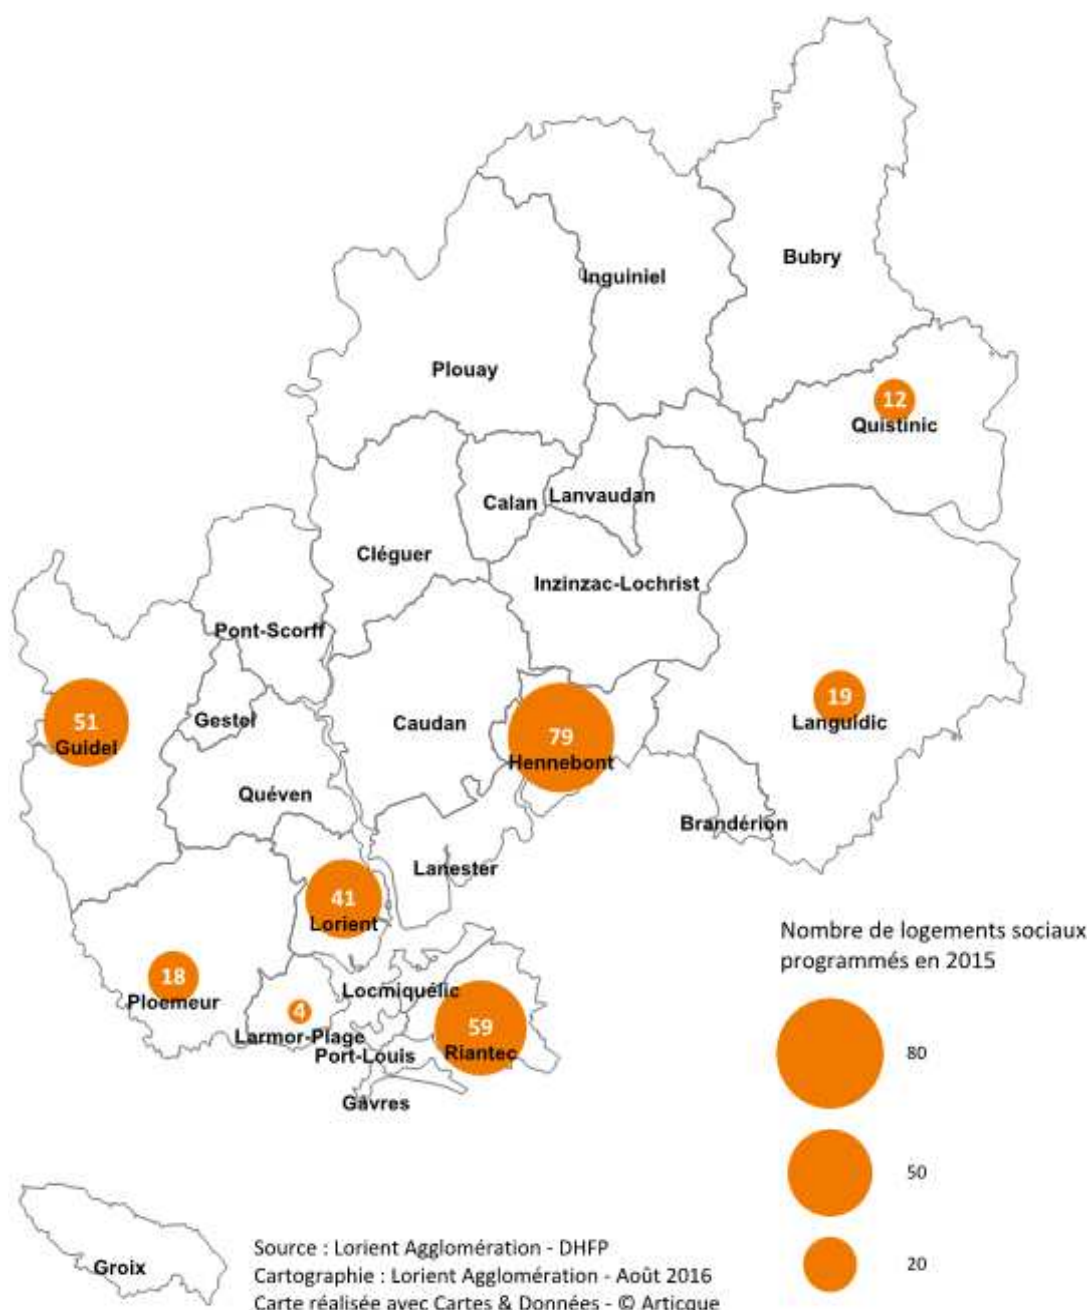 Bubry
Inguiniel
Plouay
12
Quistinic
Calan
Lanvaudan
Cléguer
Inzinzac-Lochrist
Pont-Scorff
51
Guidel
Gestel
Caudan
79
Hennebont
19
Languidic
Quéven
Brandérion
Lanester
41
Lorient
18
Ploemeur
4
Larmor-Plage
Locmiquélic
59
Riantec
Port-Louis
Gâvres
Groix
Nombre de logements sociaux
programmés en 2015
80
50
20
Source : Lorient Agglomération - DHFP
Cartographie : Lorient Agglomération - Août 2016
Carte réalisée avec Cartes & Données - © Articque